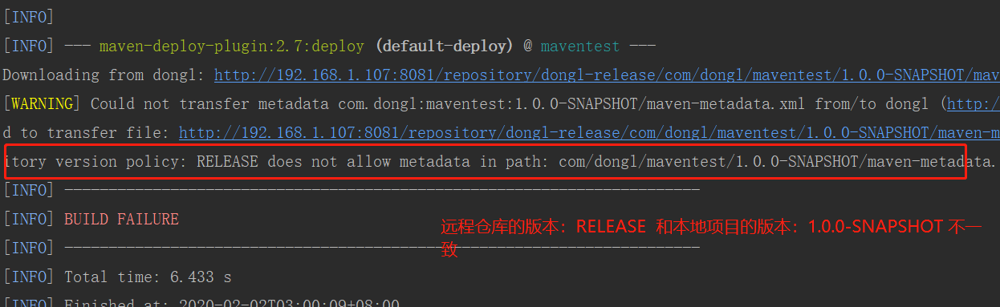 [INFO]
[INFO] --- maven-deploy-plugin:2.7:deploy (default-deploy) @ maventest ---
Downloading from dongl: http://192.168.1.107:8081/repository/dongl-release/com/dongl/maventest/1.0.0-SNAPSHOT/mav
[WARNING] Could not transfer metadata com.dongl:maventest:1.0.0-SNAPSHOT/maven-metadata.xml from/to dongl (http:/
d to transfer file: http://192.168.1.107:8081/repository/dongl-release/com/dongl/maventest/1.0.0-SNAPSHOT/maven-m
itory version policy: RELEASE does not allow metadata in path: com/dongl/maventest/1.0.0-SNAPSHOT/maven-metadata.
[INFO] ------------------------------------------------------------------------
[INFO] BUILD FAILURE
远程仓库的版本：RELEASE 和本地项目的版本：1.0.0-SNAPSHOT 不一
致
[INFO] ------------------------------------------------------------------------
[INFO] Total time: 6.433 s
[INFO] Finished at: 2020-02-02T03:00:09+08:00